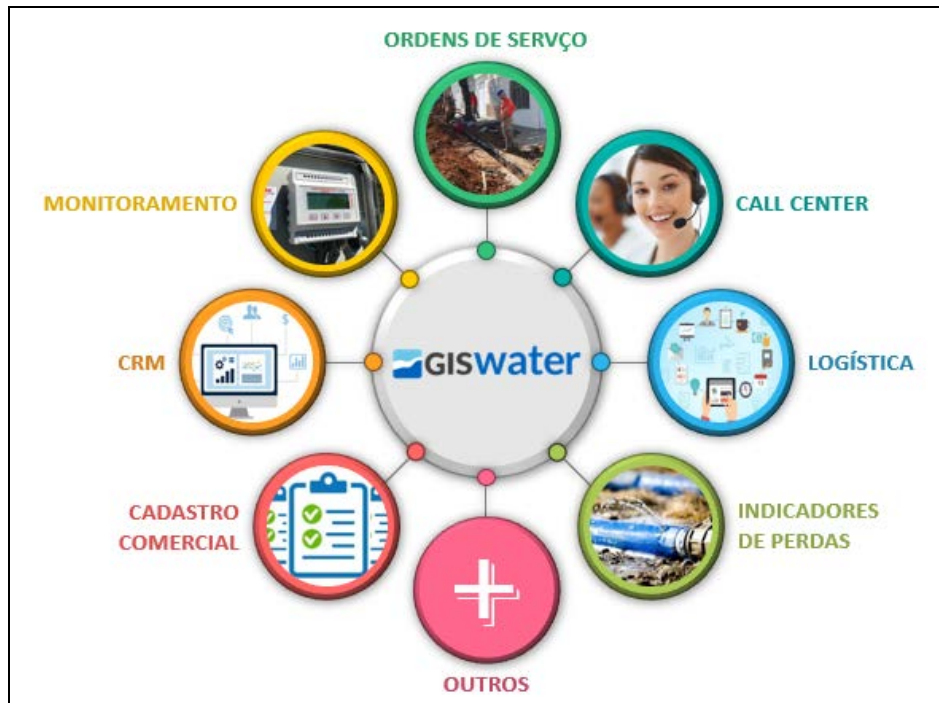 ORDENS DE SERVÇO
MONITORAMENTO
CALL CENTER
CRM
GISwater
LOGÍSTICA
CADASTRO
COMERCIAL
INDICADORES
DE PERDAS
OUTROS